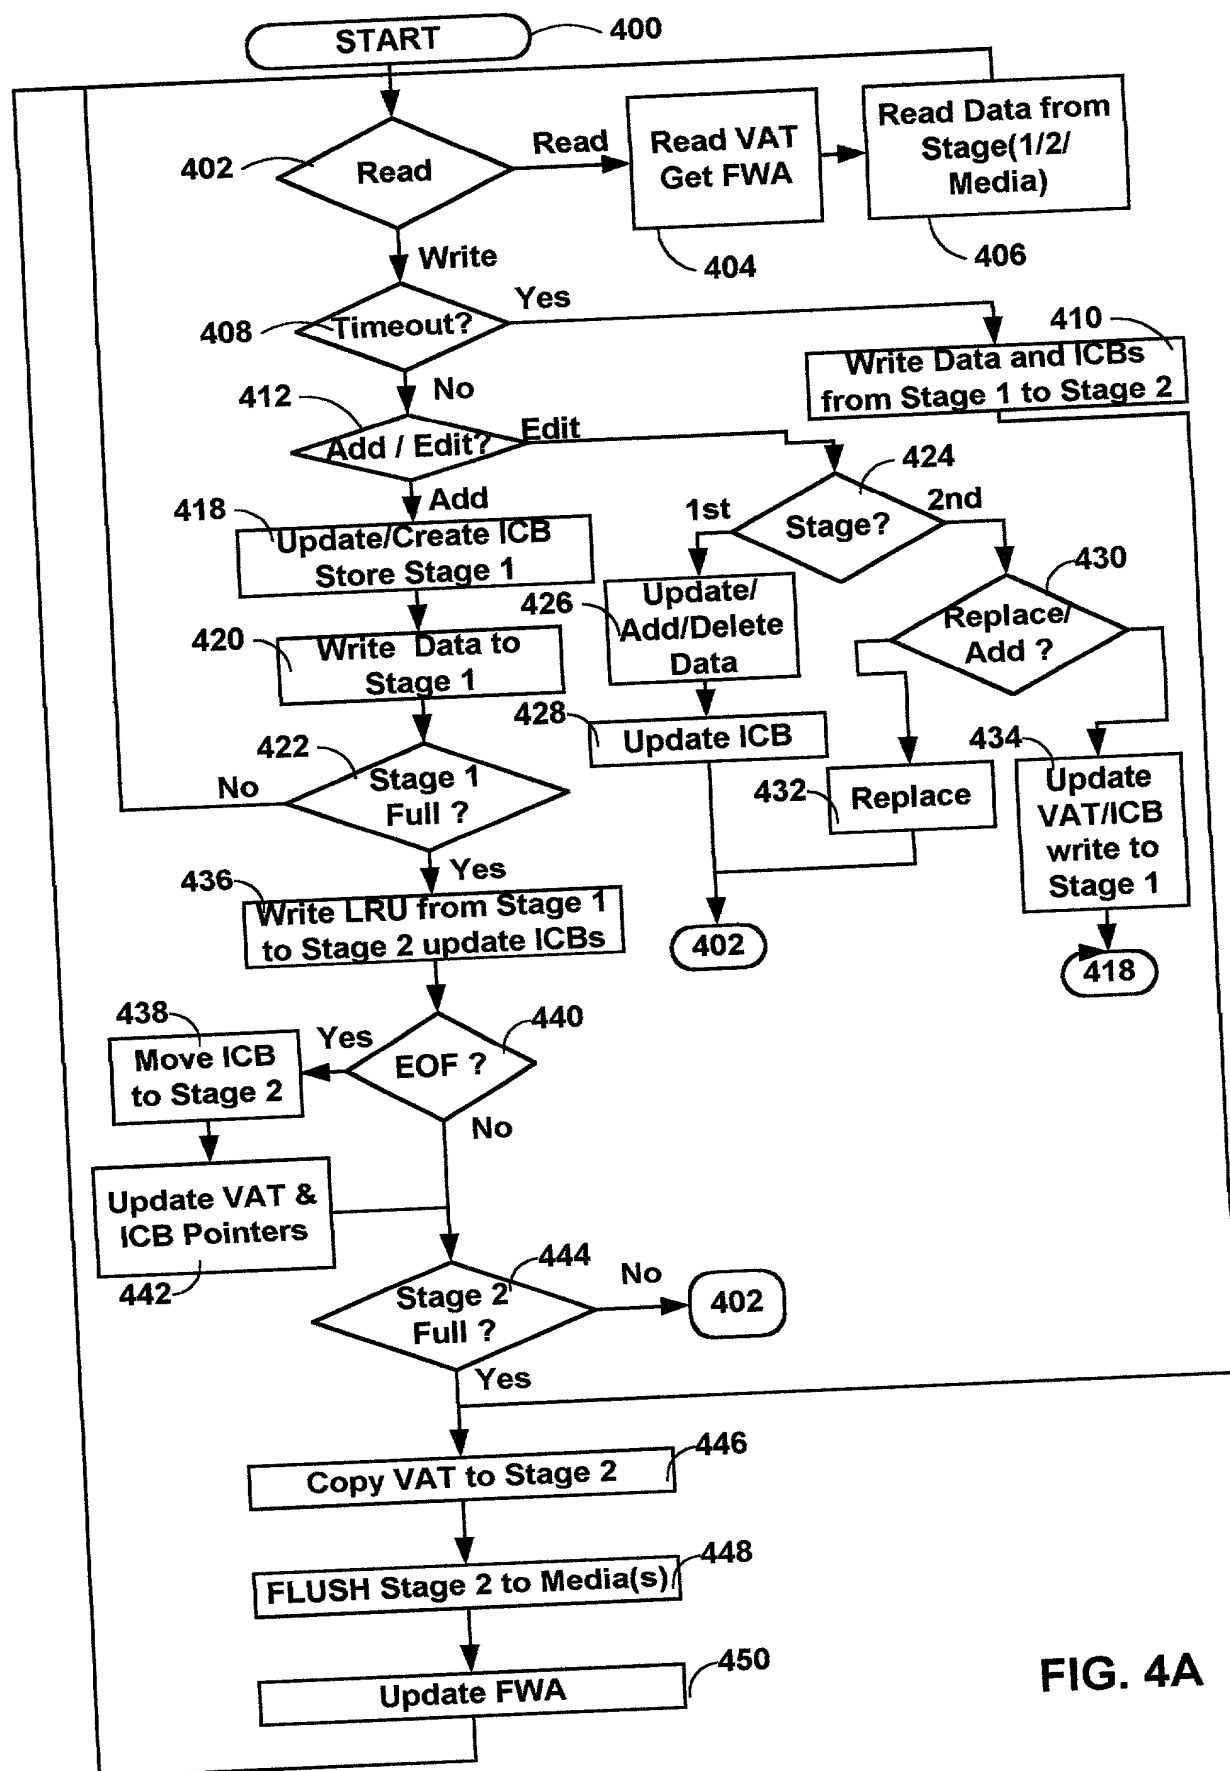 START
400
402
Read
Read
Read VAT
Get FWA
404
Read Data from
Stage(1/2/
Media)
406
Write
408
Timeout?
Yes
410
Write Data and ICBs
from Stage 1 to Stage 2
No
412
Add / Edit?
Edit
424
Stage?
1st
2nd
Add
418
Update/Create ICB
Store Stage 1
426
Update/
Add/Delete
Data
430
Replace/
Add ?
420
Write Data to
Stage 1
428
Update ICB
422
Stage 1
Full ?
No
432
Replace
434
Update
VAT/ICB
write to
Stage 1
Yes
436
Write LRU from Stage 1
to Stage 2 update ICBs
402
418
438
Move ICB
to Stage 2
Yes
EOF ?
440
No
Update VAT &
ICB Pointers
442
444
Stage 2
Full ?
No
402
Yes
446
Copy VAT to Stage 2
448
FLUSH Stage 2 to Media(s)
450
Update FWA
FIG. 4A